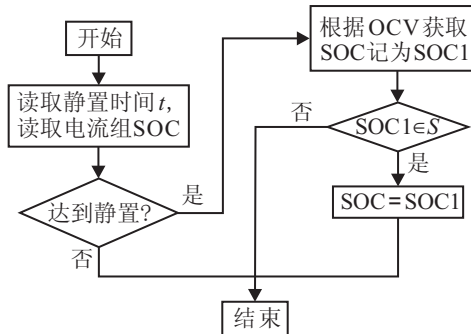 开始
读取静置时间t,
读取电流组SOC
达到静置?
是
否
根据OCV获取
SOC记为SOC1
否
SOC1∈S
是
SOC=SOC1
结束